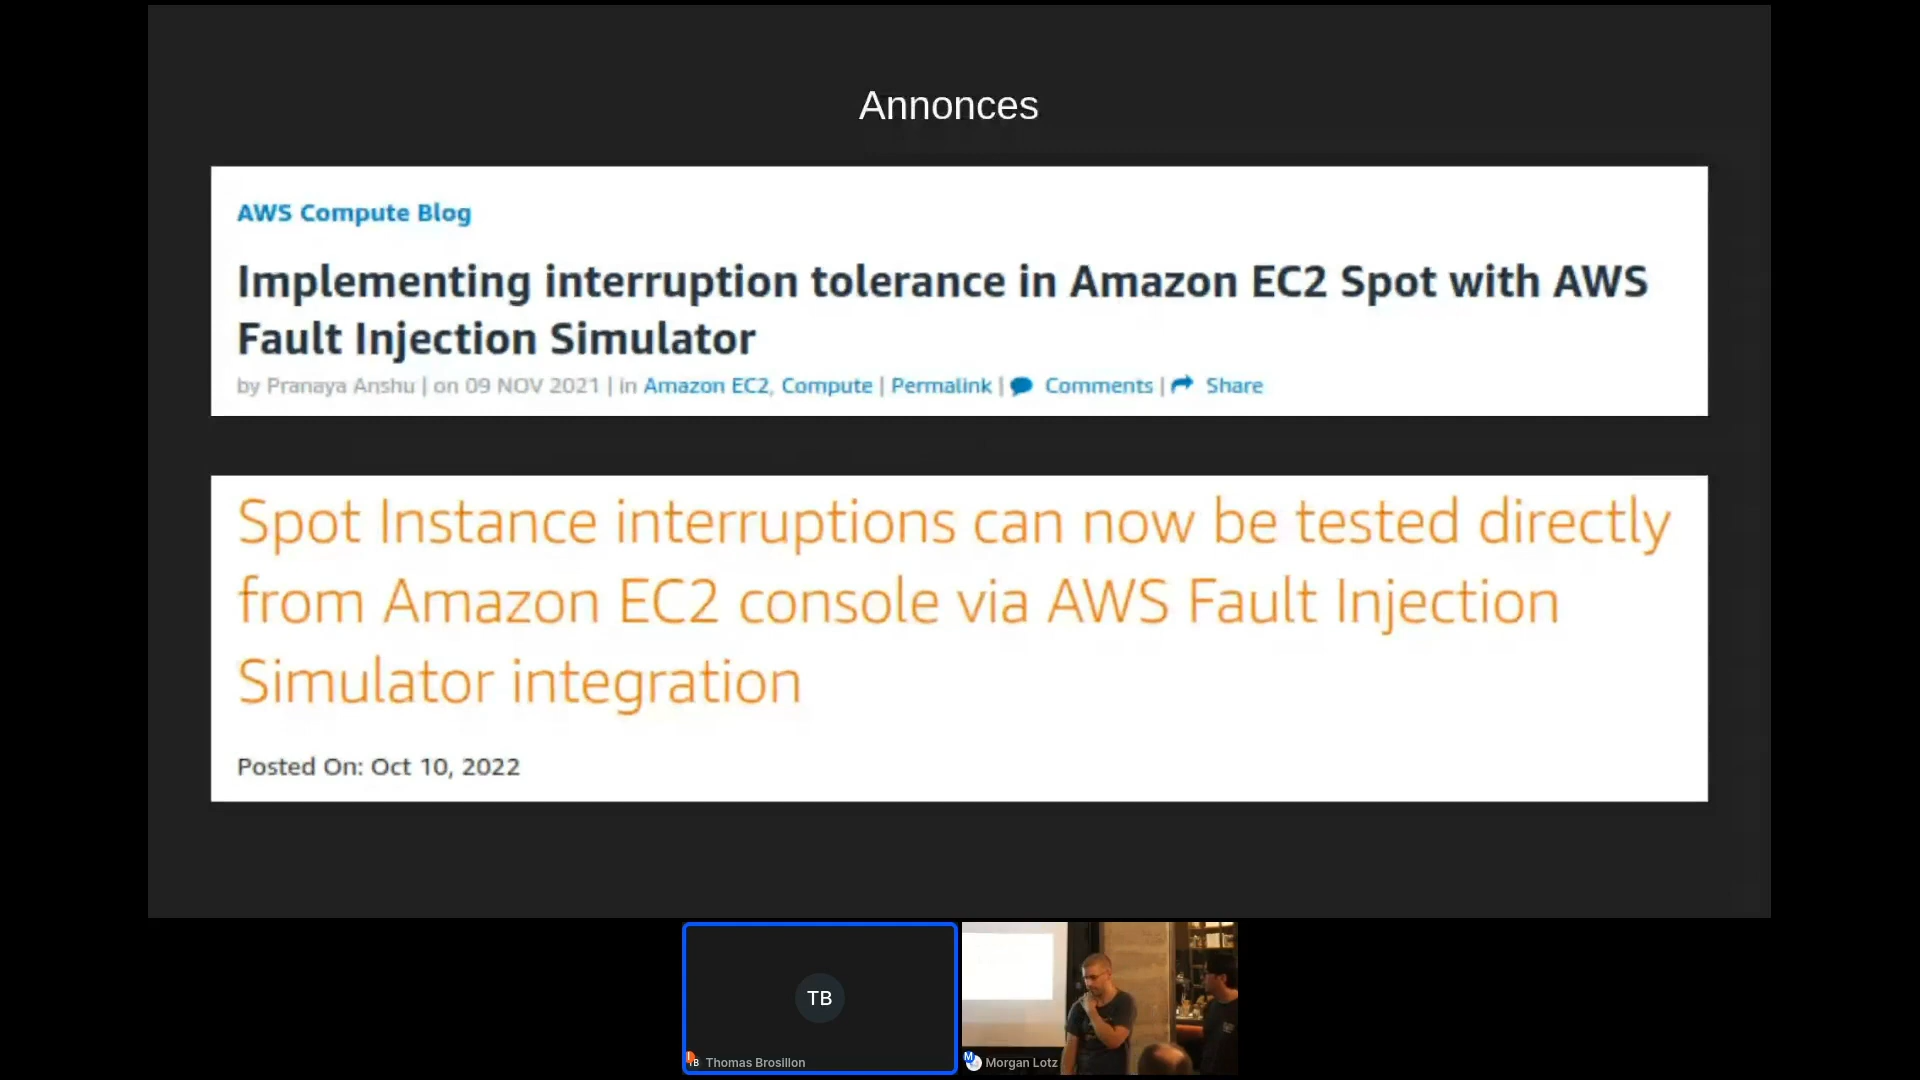 Annonces
AWS Compute Blog
Implementing interruption tolerance in Amazon EC2 Spot with AWS
Fault Injection Simulator
by Pranaya Anshu | on 09 NOV 2021 | in Amazon EC2, Compute | Permalink | Comments | Share
Spot Instance interruptions can now be tested directly
from Amazon EC2 console via AWS Fault Injection
Simulator integration
Posted On: Oct 10, 2022
TB
TB Thomas Brosillon
M Morgan Lotz